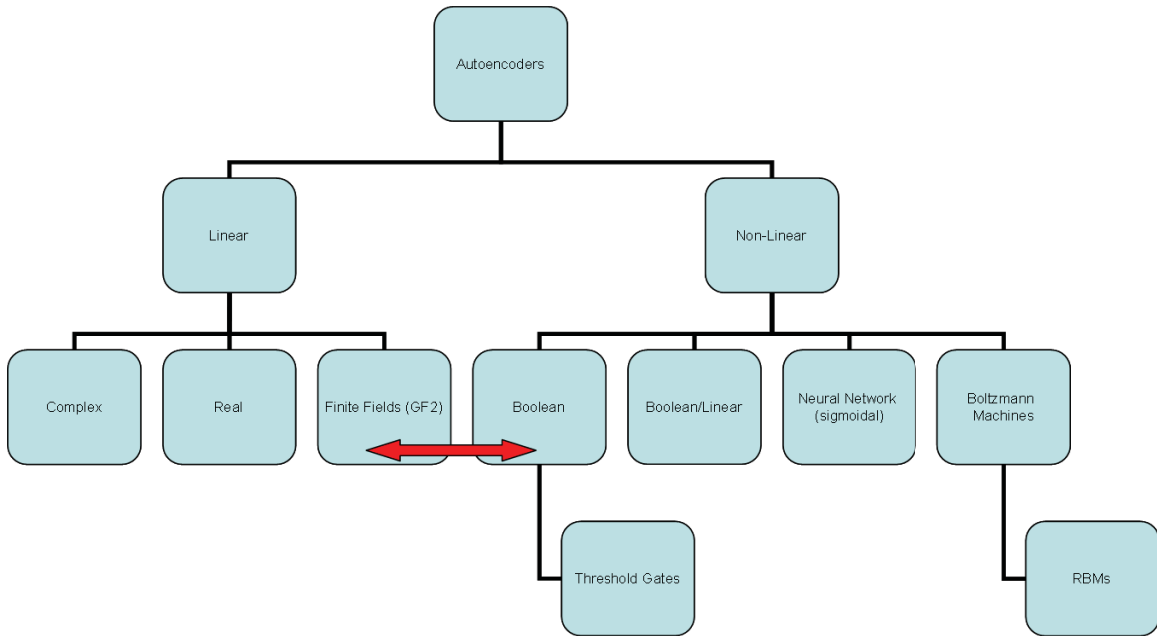 Autoencoders
Linear
Non-Linear
Complex
Real
Finite Fields (GF2)
Boolean
Boolean/Linear
Neural Network
(sigmoidal)
Boltzmann
Machines
Threshold Gates
RBMs